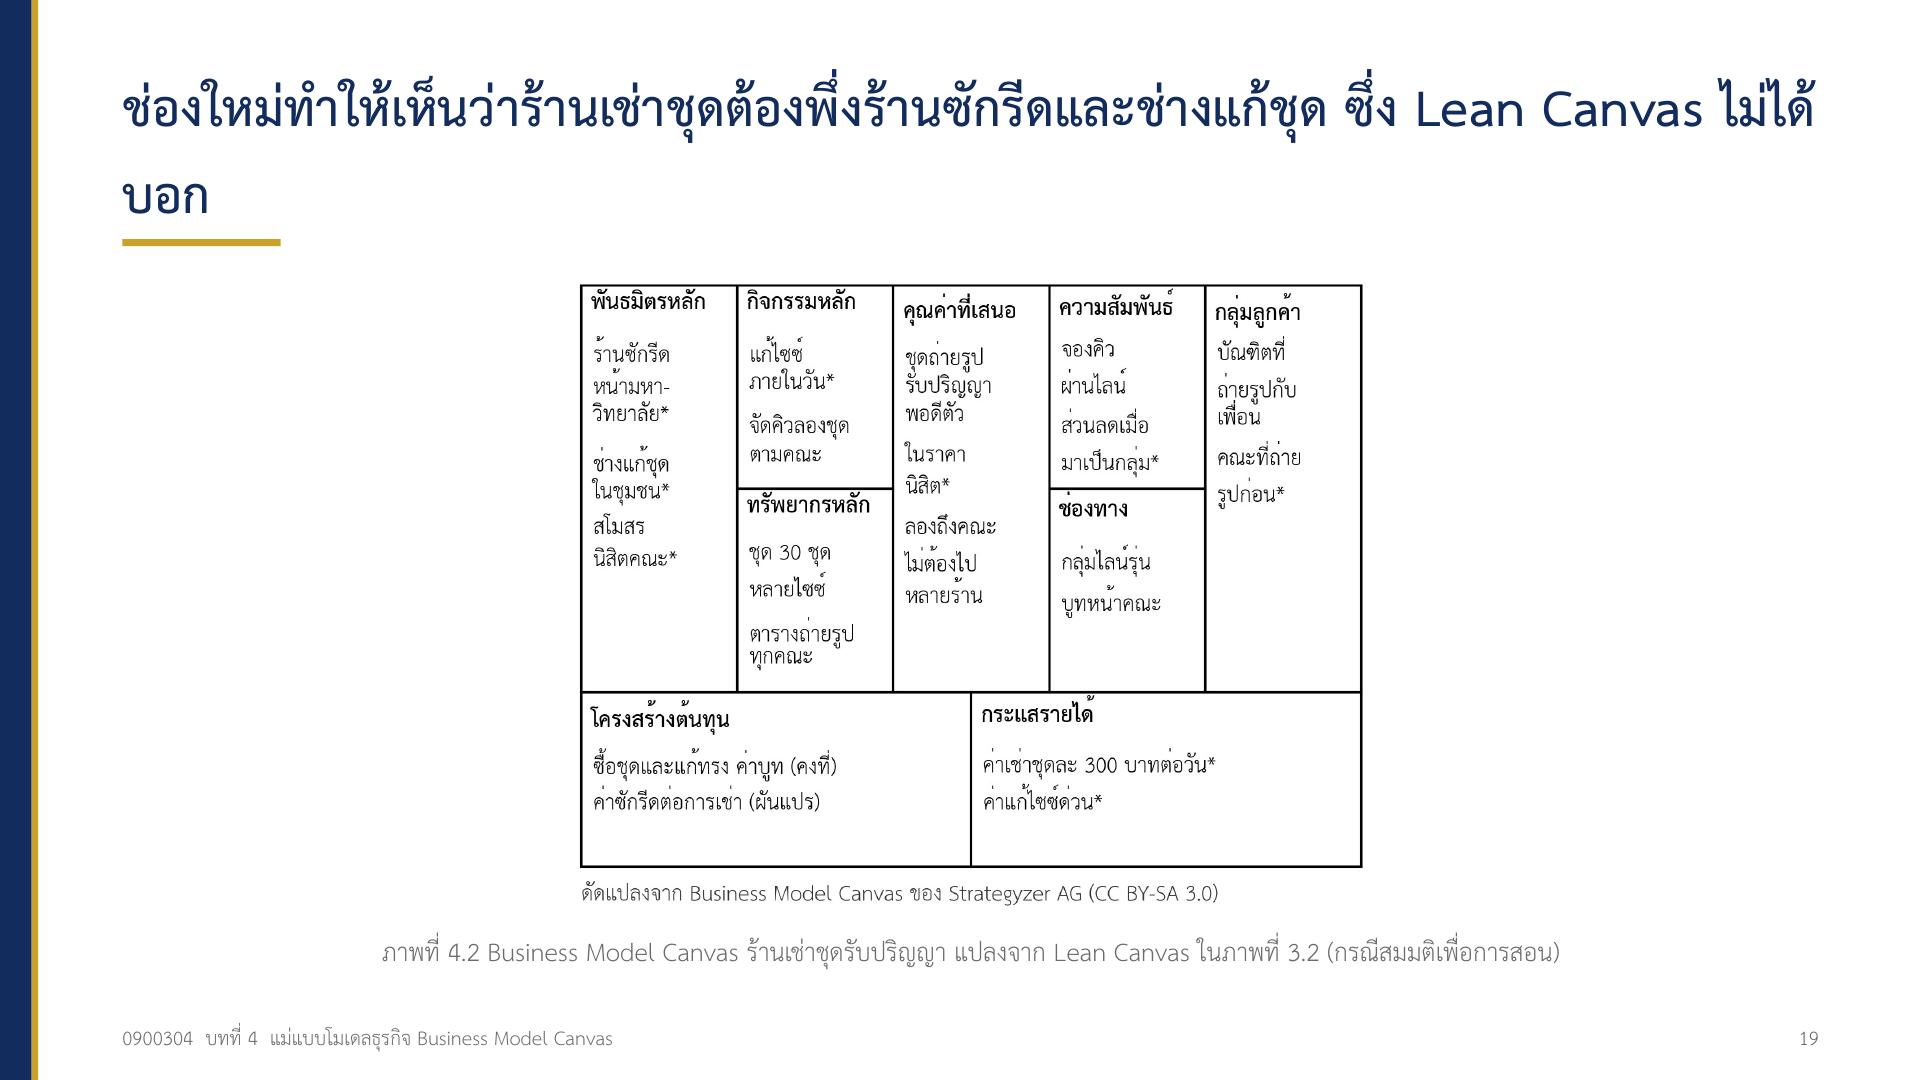 ช่องใหม่ทำให้เห็นว่าร้านเช่าชุดต้องพึ่งร้านซักรีดและช่างแก้ชุด ซึ่ง Lean Canvas ไม่ได้
บอก
พันธมิตรหลัก
ร้านซักรีด
หน้ามหา-
วิทยาลัย*
ช่างแก้ชุด
ในชุมชน*
สโมสร
นิสิตคณะ*
กิจกรรมหลัก
แก้ไซซ์
ภายในวัน*
จัดคิวลองชุด
ตามคณะ
ทรัพยากรหลัก
ชุด 30 ชุด
หลายไซซ์
ตารางถ่ายรูป
ทุกคณะ
คุณค่าที่เสนอ
ชุดถ่ายรูป
รับปริญญา
พอดีตัว
ในราคา
นิสิต*
ลองถึงคณะ
ไม่ต้องไป
หลายร้าน
ความสัมพันธ์
จองคิว
ผ่านไลน์
ส่วนลดเมื่อ
มาเป็นกลุ่ม*
ช่องทาง
กลุ่มไลน์รุ่น
บูทหน้าคณะ
กลุ่มลูกค้า
บัณฑิตที่
ถ่ายรูปกับ
เพื่อน
คณะที่ถ่าย
รูปก่อน*
โครงสร้างต้นทุน
ซื้อชุดและแก้ทรง ค่าบูท (คงที่)
ค่าซักรีดต่อการเช่า (ผันแปร)
กระแสรายได้
ค่าเช่าชุดละ 300 บาทต่อวัน*
ค่าแก้ไซซ์ด่วน*
ดัดแปลงจาก Business Model Canvas ของ Strategyzer AG (CC BY-SA 3.0)
ภาพที่ 4.2 Business Model Canvas ร้านเช่าชุดรับปริญญา แปลงจาก Lean Canvas ในภาพที่ 3.2 (กรณีสมมติเพื่อการสอน)
0900304 บทที่ 4 แม่แบบโมเดลธุรกิจ Business Model Canvas
19